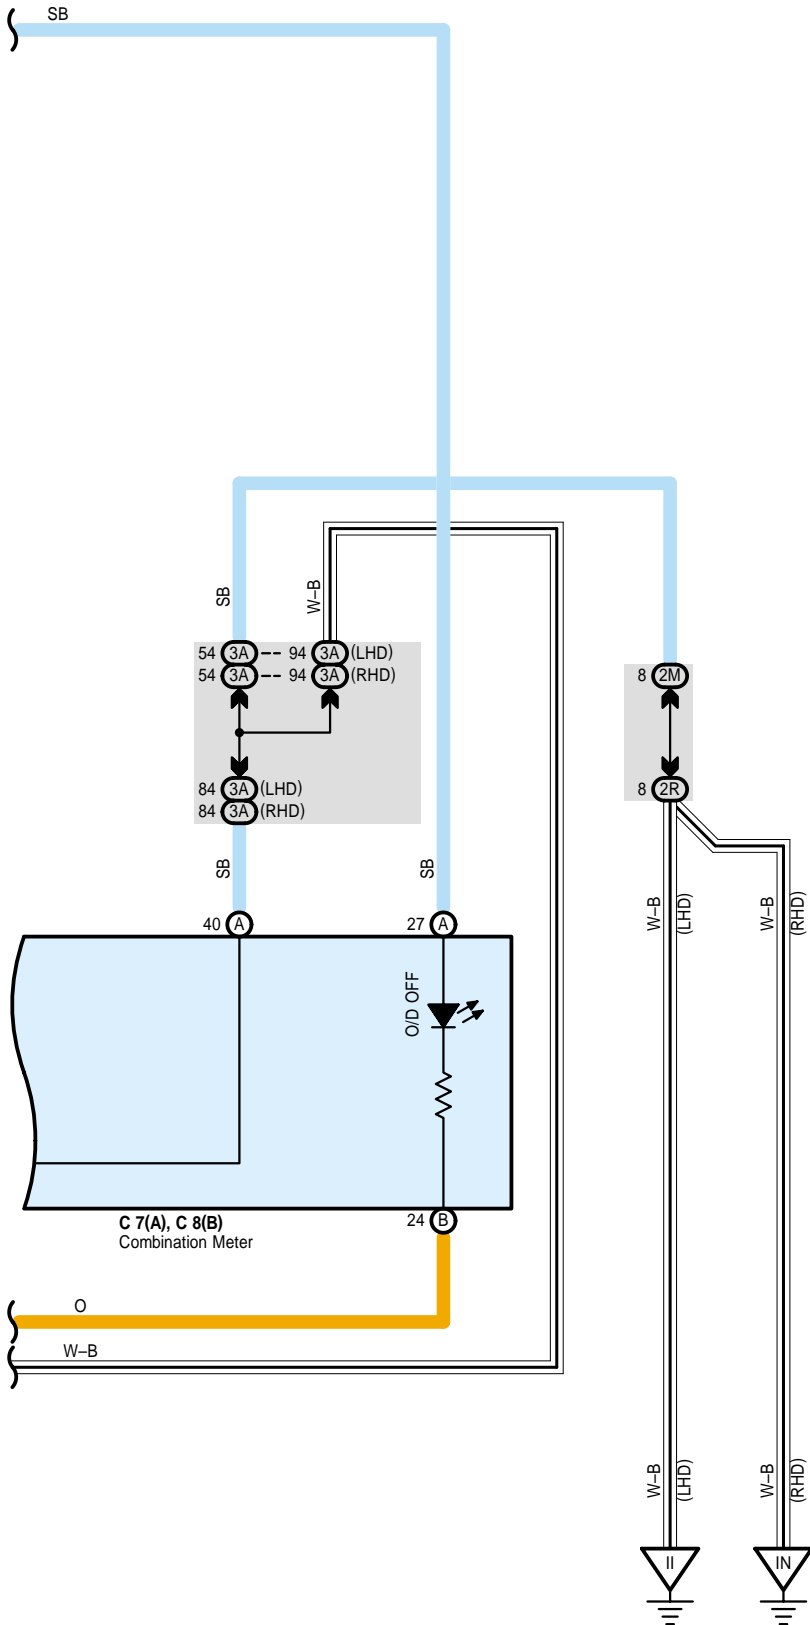 SB
SB
W–B
54 3A 94 3A (LHD)
54 3A 94 3A (RHD)
8 2M
84 3A (LHD)
84 3A (RHD)
8 2R
SB
SB
W–B
(LHD)
W–B
(RHD)
40 A
27 A
O/D OFF
C 7(A), C 8(B)
Combination Meter
24 B
O
W–B
W–B
(LHD)
W–B
(RHD)
II
IN